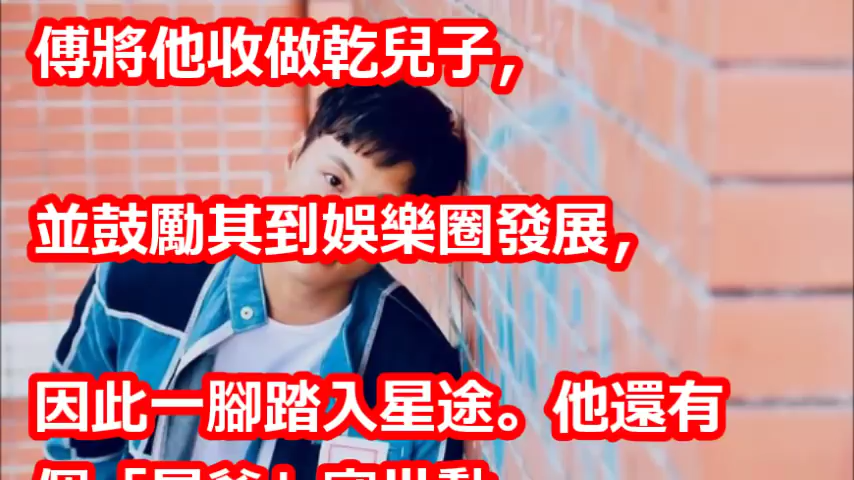 傅將他收做乾兒子，
並鼓勵其到娛樂圈發展，
因此一腳踏入星途。他還有